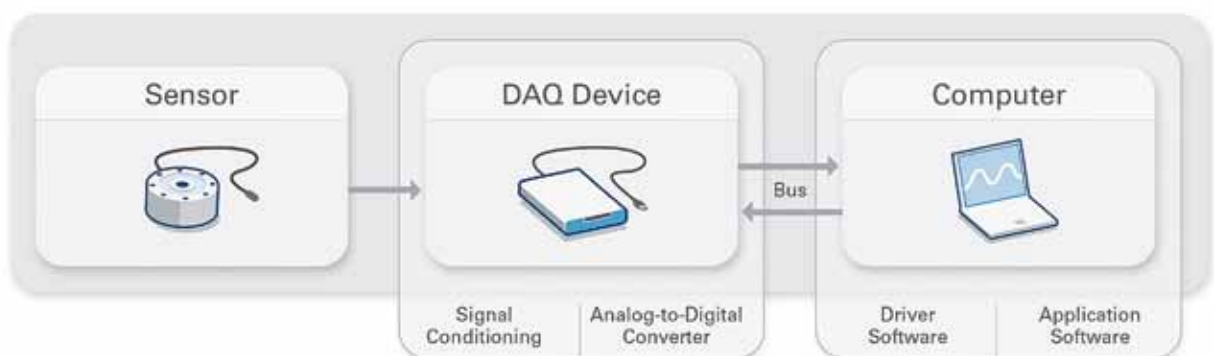 Sensor
DAQ Device
Computer
Bus
Signal
Conditioning
Analog-to-Digital
Converter
Driver
Software
Application
Software